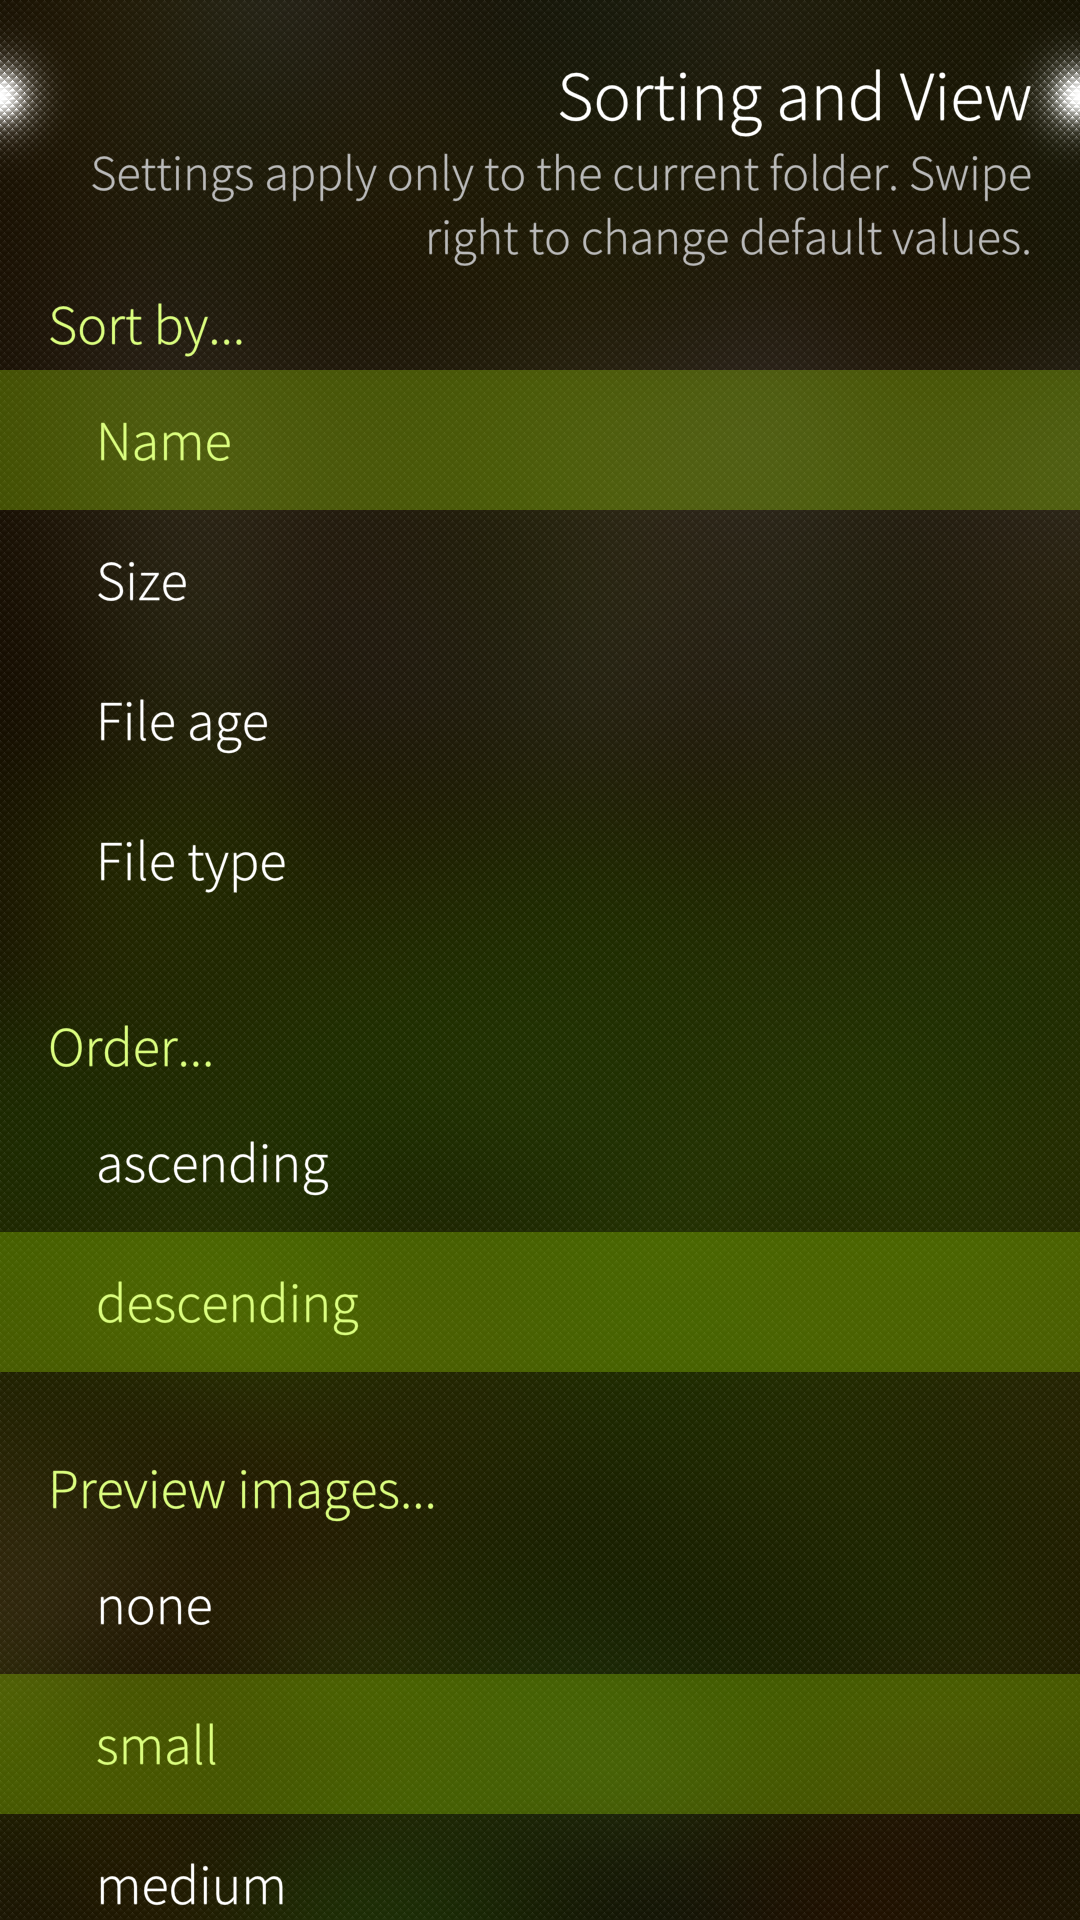 Sorting and View
Settings apply only to the current folder. Swipe
right to change default values.
Sort by...
Name
Size
File age
File type
Order...
ascending
descending
Preview images...
none
small
medium